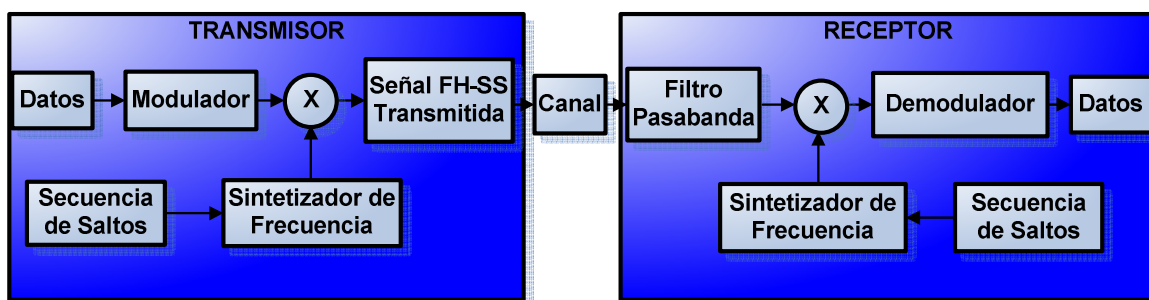 TRANSMISOR
Datos
Modulador
X
Señal FH-SS
Transmitida
Secuencia
de Saltos
Sintetizador de
Frecuencia
Canal
RECEPTOR
Filtro
Pasabanda
X
Demodulador
Datos
Sintetizador de
Frecuencia
Secuencia
de Saltos